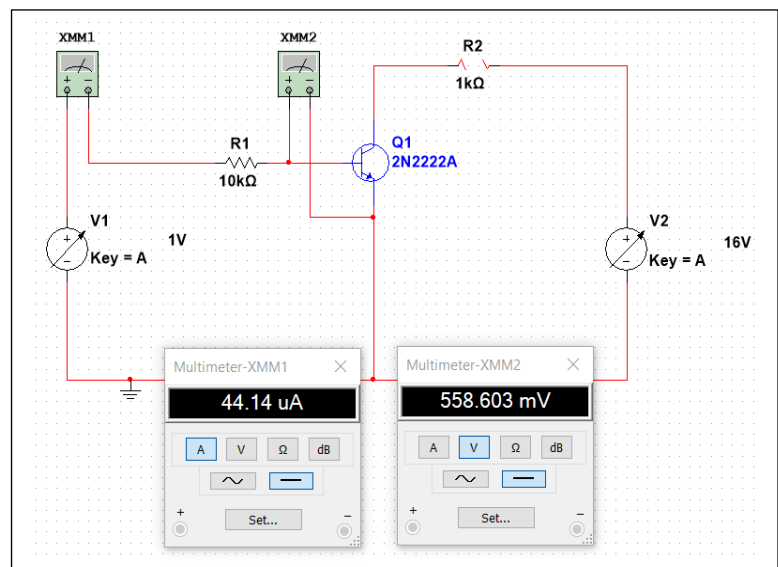 XMM1
XMM2
R2
1kΩ
R1
10kΩ
Q1
2N2222A
V1
1V
Key = A
V2
16V
Key = A
Multimeter-XMM1
44.14 uA
A V Ω dB
+ Set... −
Multimeter-XMM2
558.603 mV
A V Ω dB
+ Set... −